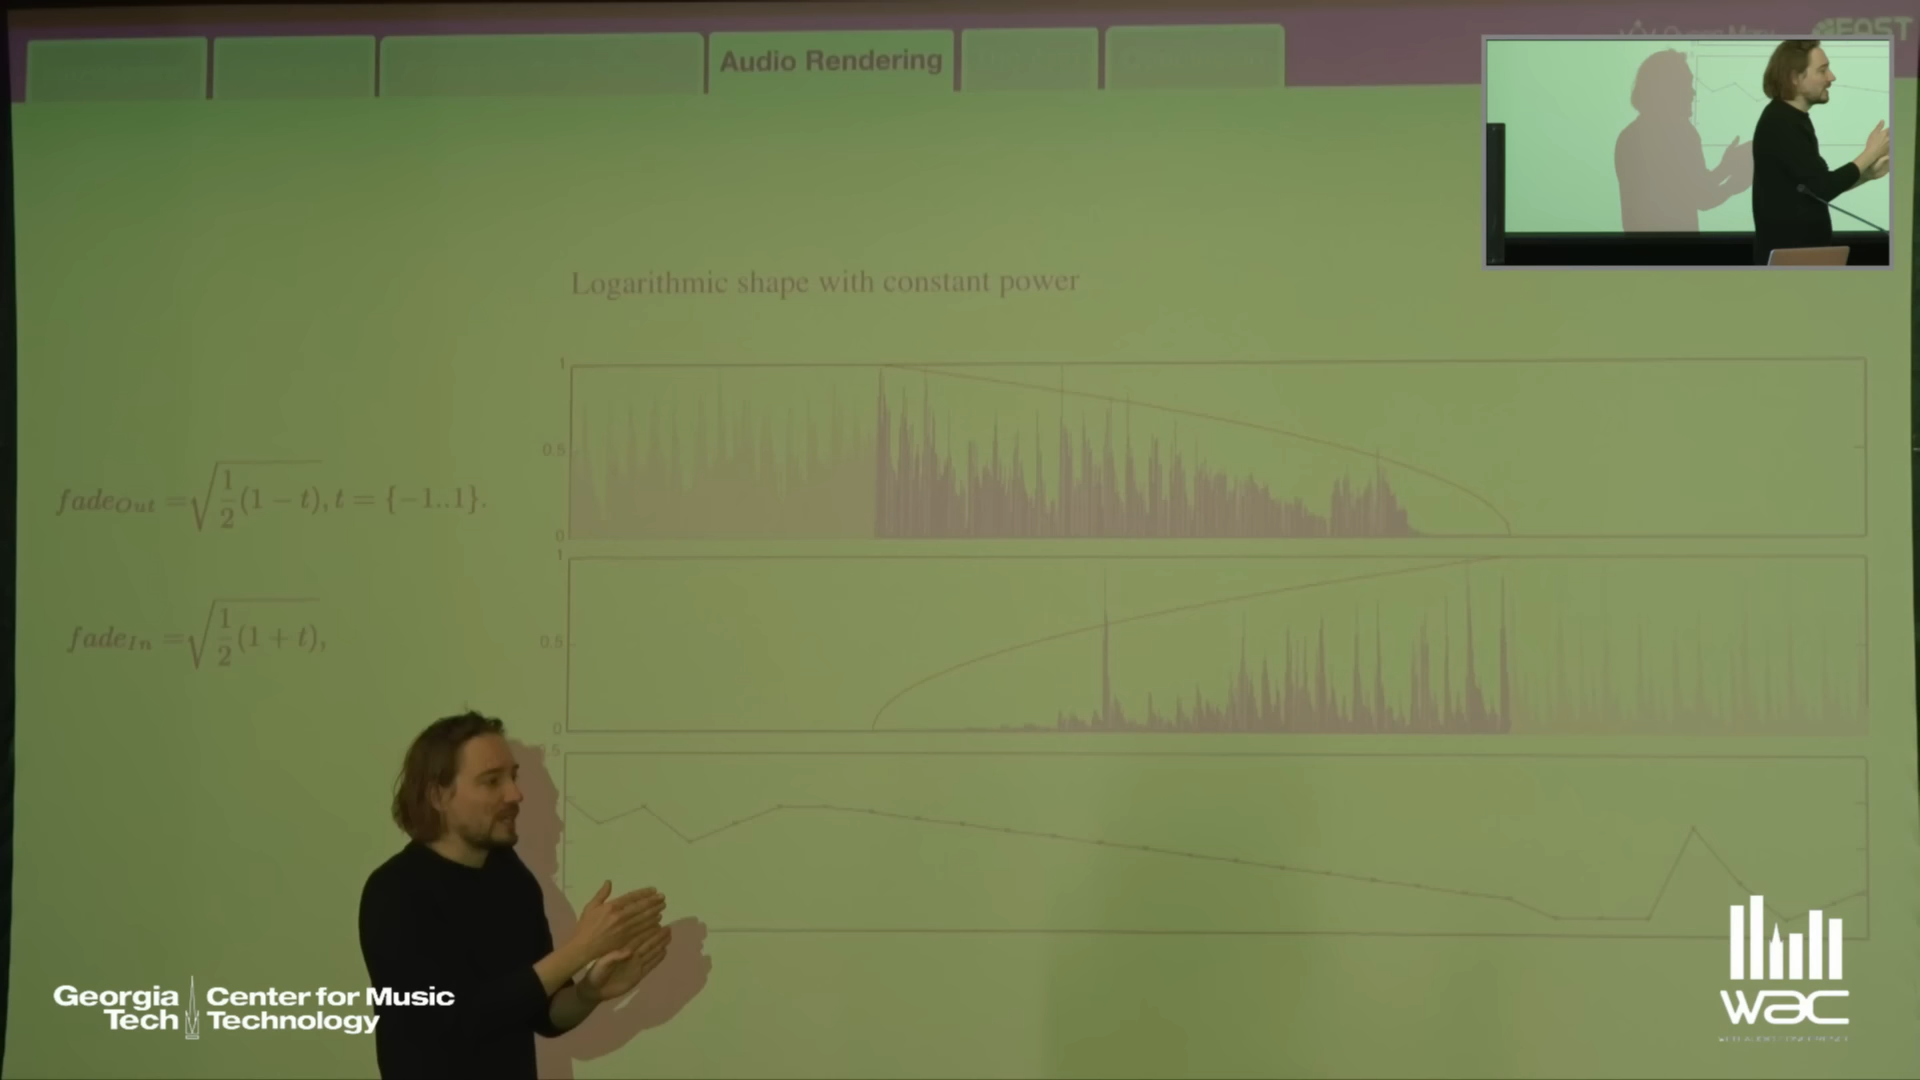 Audio Rendering
EAST
Logarithmic shape with constant power
1
0.5
0
fadeOut =√1/2(1 − t), t = {−1..1}.
1
0.5
0
fadeIn =√1/2(1 + t),
Georgia Tech
Center for Music Technology
wac